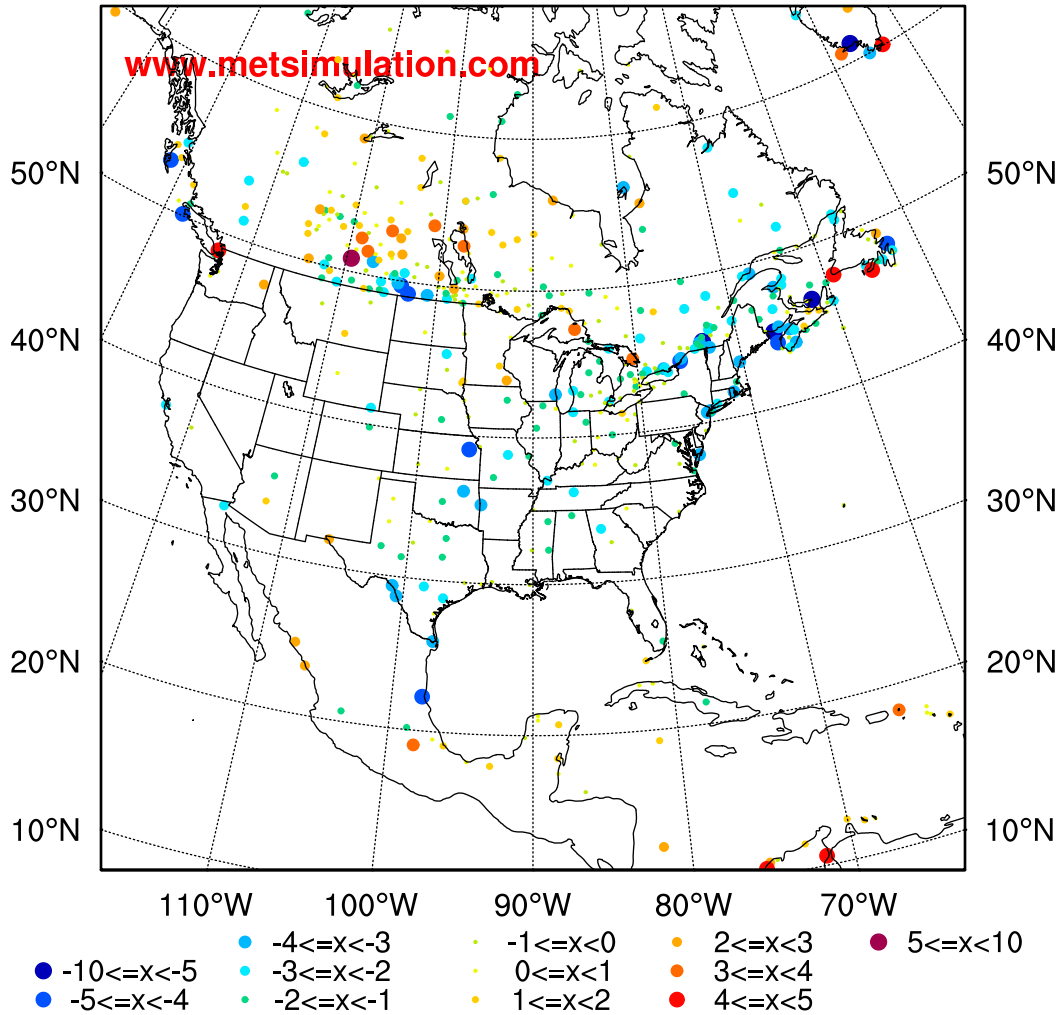 www.metsimulation.com
50°N 50°N
40°N 40°N
30°N 30°N
20°N 20°N
10°N 10°N
110°W 100°W 90°W 80°W 70°W
-4<=x<-3 -1<=x<0 2<=x<3 5<=x<10
-10<=x<-5 -3<=x<-2 0<=x<1 3<=x<4
-5<=x<-4 -2<=x<-1 1<=x<2 4<=x<5